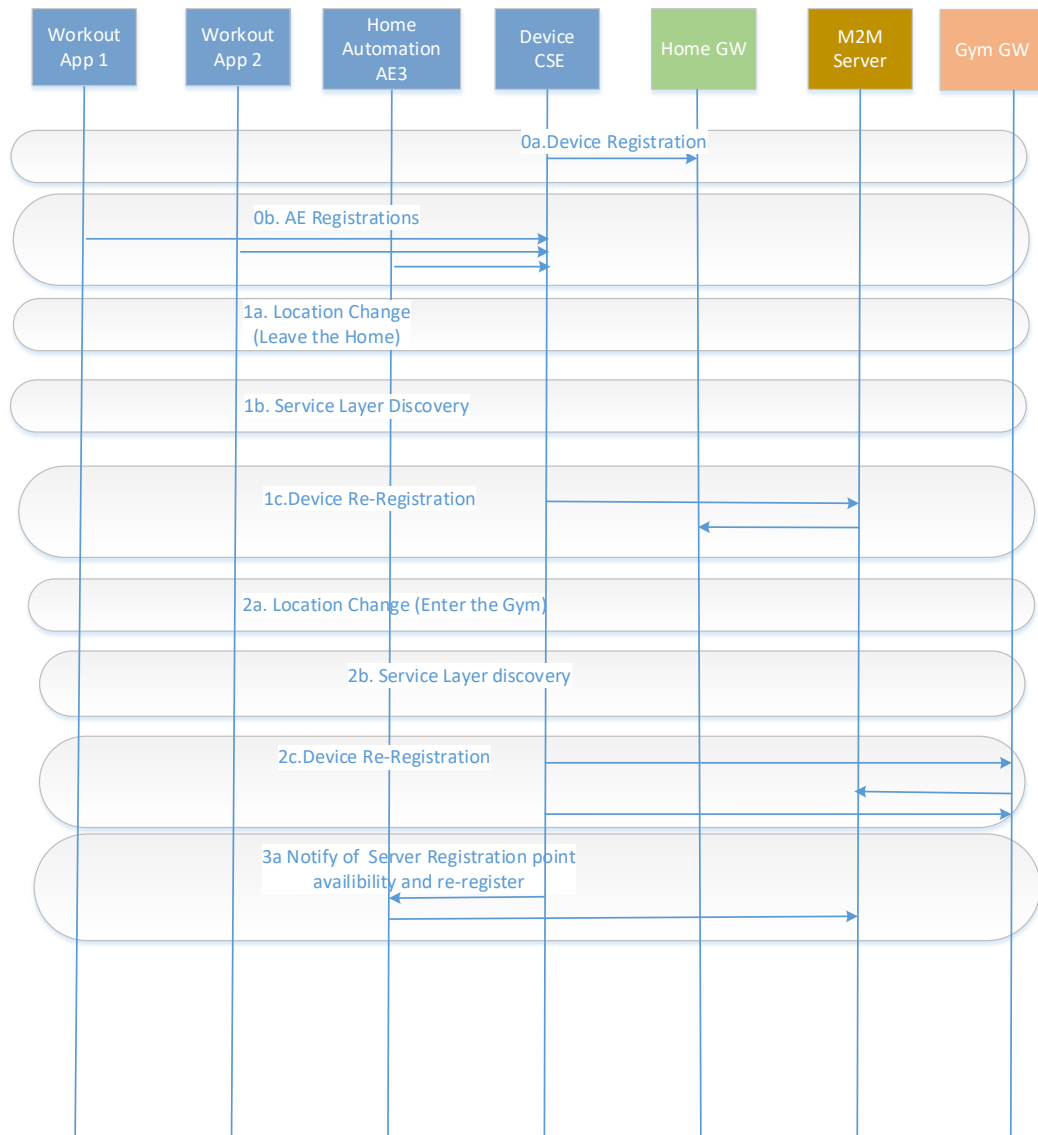 Workout
App 1
Workout
App 2
Home
Automation
AE3
Device
CSE
Home GW
M2M
Server
Gym GW
0a.Device Registration
0b. AE Registrations
1a. Location Change
(Leave the Home)
1b. Service Layer Discovery
1c.Device Re-Registration
2a. Location Change (Enter the Gym)
2b. Service Layer discovery
2c.Device Re-Registration
3a Notify of  Server Registration point
availibility and re-register